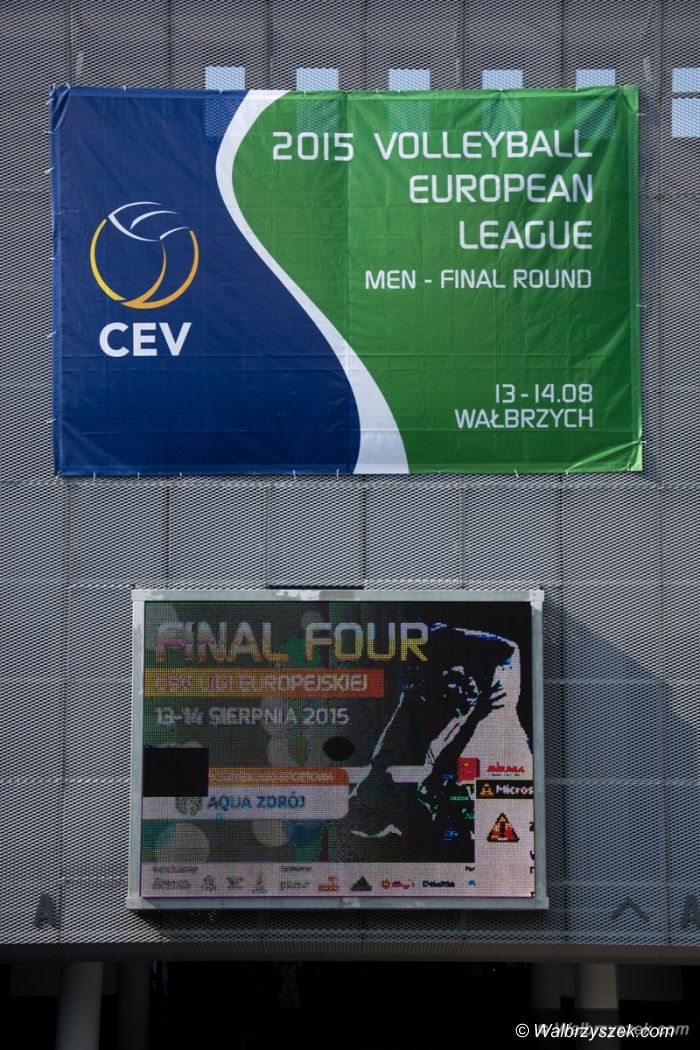 2015 VOLLEYBALL
EUROPEAN
LEAGUE
MEN - FINAL ROUND
CEV
13-14.08
WAŁBRZYCH
FINAL FOUR
CEV LIGI EUROPEJSKIEJ
13-14 SIERPNIA 2015
AQUA ZDRÓJ
Micros
A
A
© Walbrzyszek.com